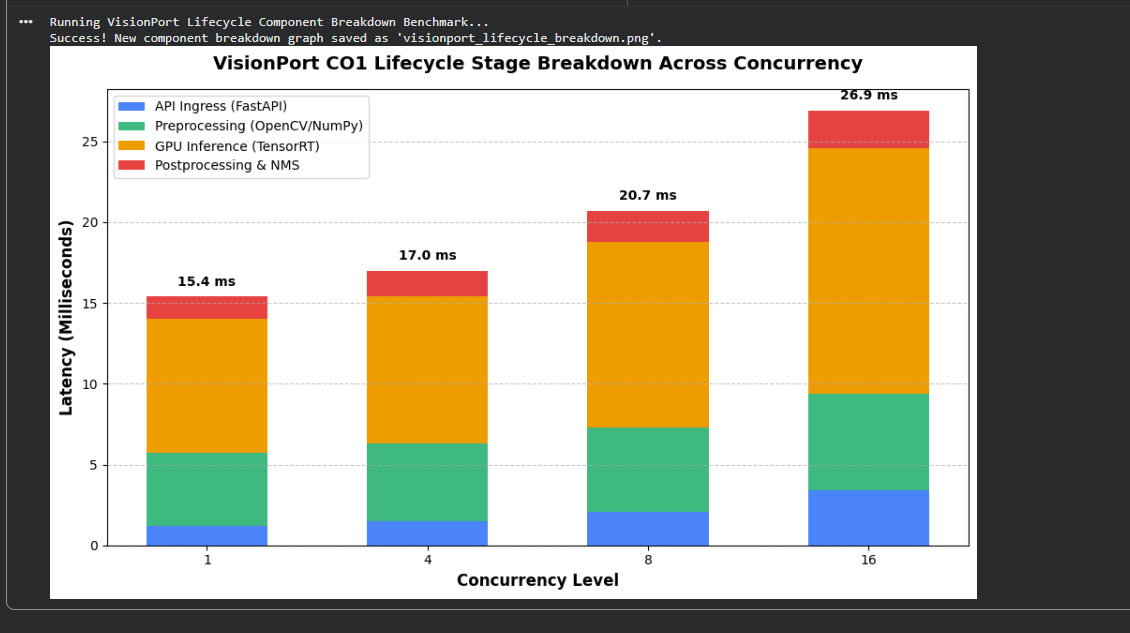 Running VisionPort Lifecycle Component Breakdown Benchmark...
Success! New component breakdown graph saved as 'visionport_lifecycle_breakdown.png'.
VisionPort CO1 Lifecycle Stage Breakdown Across Concurrency
API Ingress (FastAPI)
Preprocessing (OpenCV/NumPy)
GPU Inference (TensorRT)
Postprocessing & NMS
26.9 ms
20.7 ms
17.0 ms
15.4 ms
Latency (Milliseconds)
25
20
15
10
5
0
1 4 8 16
Concurrency Level